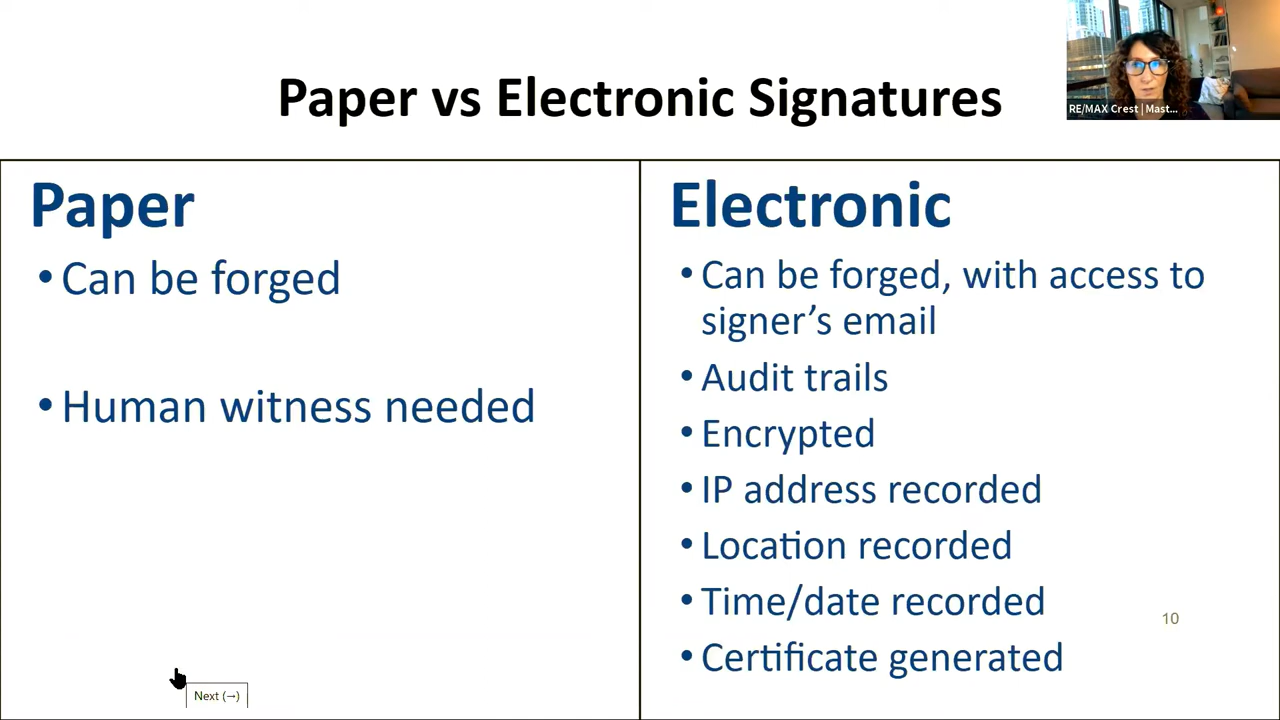 RE/MAX Crest | Mast...
Paper vs Electronic Signatures
Paper
• Can be forged
• Human witness needed
Electronic
• Can be forged, with access to
signer’s email
• Audit trails
• Encrypted
• IP address recorded
• Location recorded
• Time/date recorded
• Certificate generated
10
Next (→)